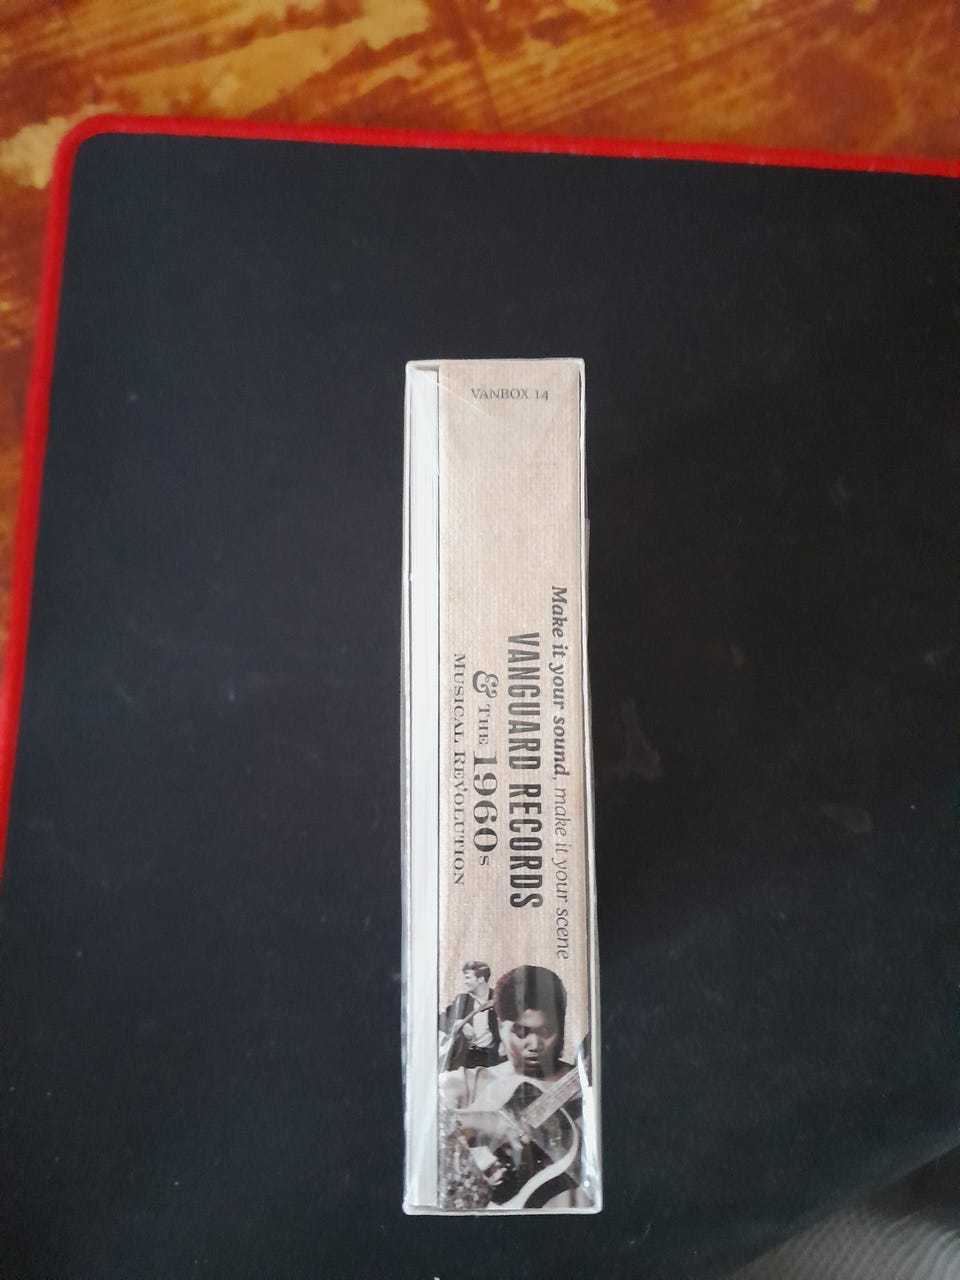 VANBOX 14
Make it your sound, make it your scene
VANGUARD RECORDS
& THE 1960s
MUSICAL REVOLUTION